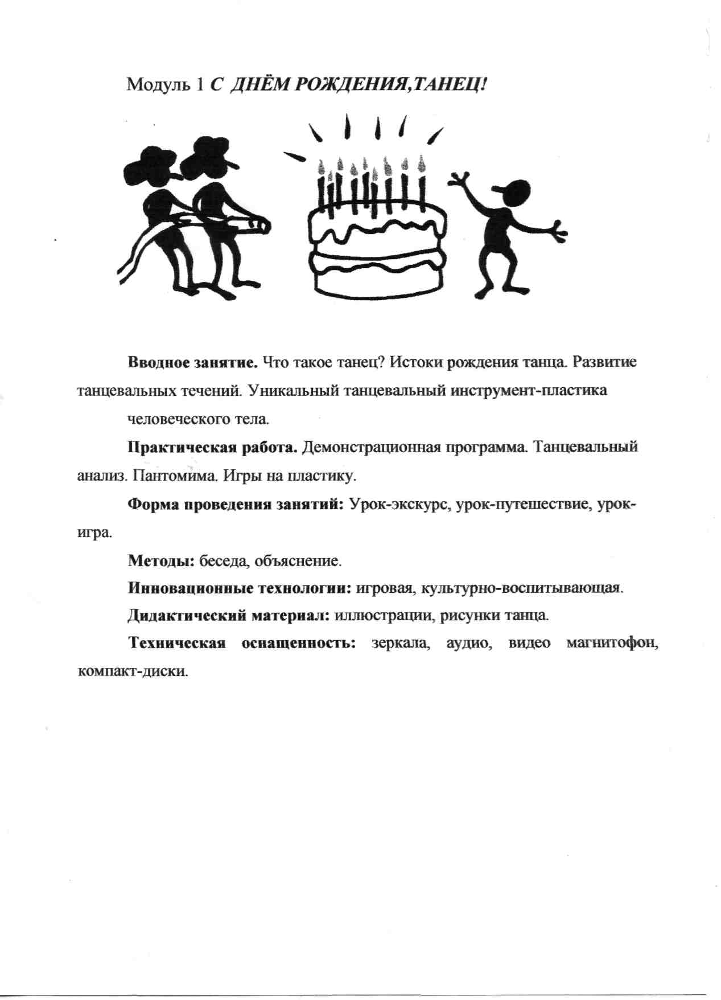 Модуль 1 С ДНЁМ РОЖДЕНИЯ,ТАНЕЦ!
Вводное занятие. Что такое танец? Истоки рождения танца. Развитие
танцевальных течений. Уникальный танцевальный инструмент-пластика
человеческого тела.
Практическая работа. Демонстрационная программа. Танцевальный
анализ. Пантомима. Игры на пластику.
Форма проведения занятий: Урок-экскурс, урок-путешествие, урок-
игра.
Методы: беседа, объяснение.
Инновационные технологии: игровая, культурно-воспитывающая.
Дидактический материал: иллюстрации, рисунки танца.
Техническая оснащенность: зеркала, аудио, видео магнитофон,
компакт-диски.